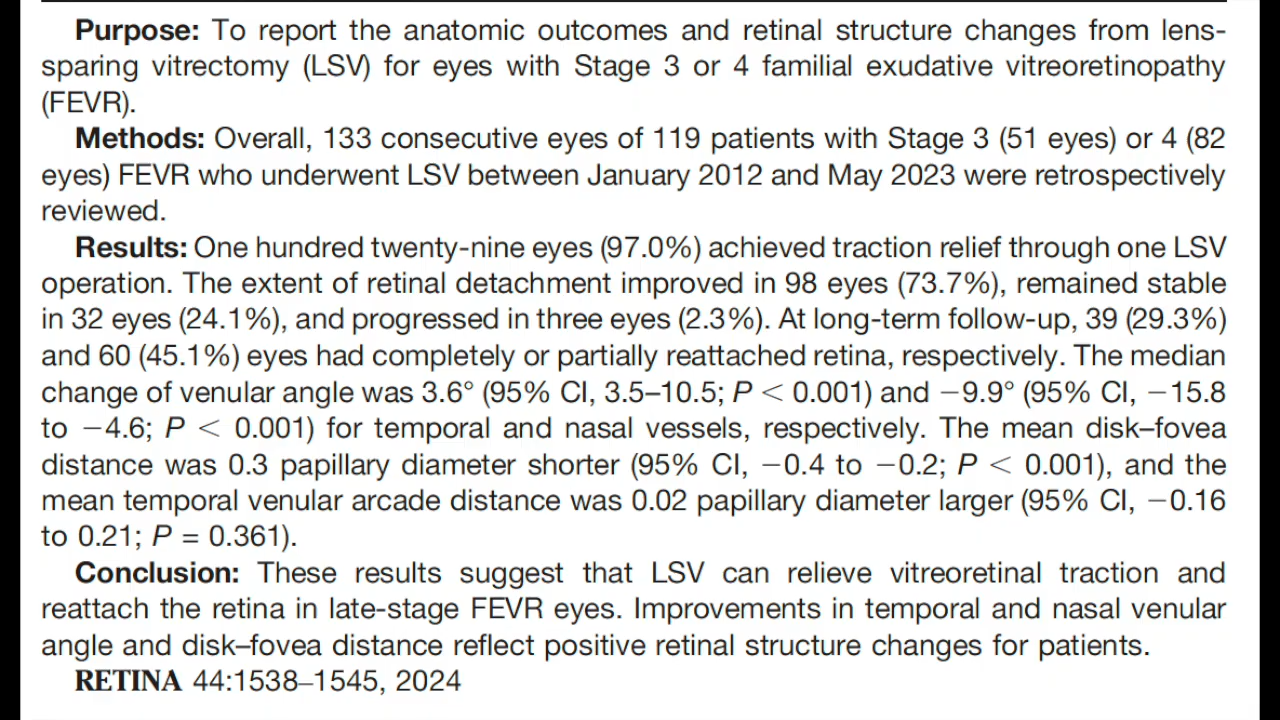 Purpose: To report the anatomic outcomes and retinal structure changes from lens-
sparing vitrectomy (LSV) for eyes with Stage 3 or 4 familial exudative vitreoretinopathy
(FEVR).
Methods: Overall, 133 consecutive eyes of 119 patients with Stage 3 (51 eyes) or 4 (82
eyes) FEVR who underwent LSV between January 2012 and May 2023 were retrospectively
reviewed.
Results: One hundred twenty-nine eyes (97.0%) achieved traction relief through one LSV
operation. The extent of retinal detachment improved in 98 eyes (73.7%), remained stable
in 32 eyes (24.1%), and progressed in three eyes (2.3%). At long-term follow-up, 39 (29.3%)
and 60 (45.1%) eyes had completely or partially reattached retina, respectively. The median
change of venular angle was 3.6° (95% CI, 3.5–10.5; P < 0.001) and −9.9° (95% CI, −15.8
to −4.6; P < 0.001) for temporal and nasal vessels, respectively. The mean disk–fovea
distance was 0.3 papillary diameter shorter (95% CI, −0.4 to −0.2; P < 0.001), and the
mean temporal venular arcade distance was 0.02 papillary diameter larger (95% CI, −0.16
to 0.21; P = 0.361).
Conclusion: These results suggest that LSV can relieve vitreoretinal traction and
reattach the retina in late-stage FEVR eyes. Improvements in temporal and nasal venular
angle and disk–fovea distance reflect positive retinal structure changes for patients.
RETINA 44:1538–1545, 2024